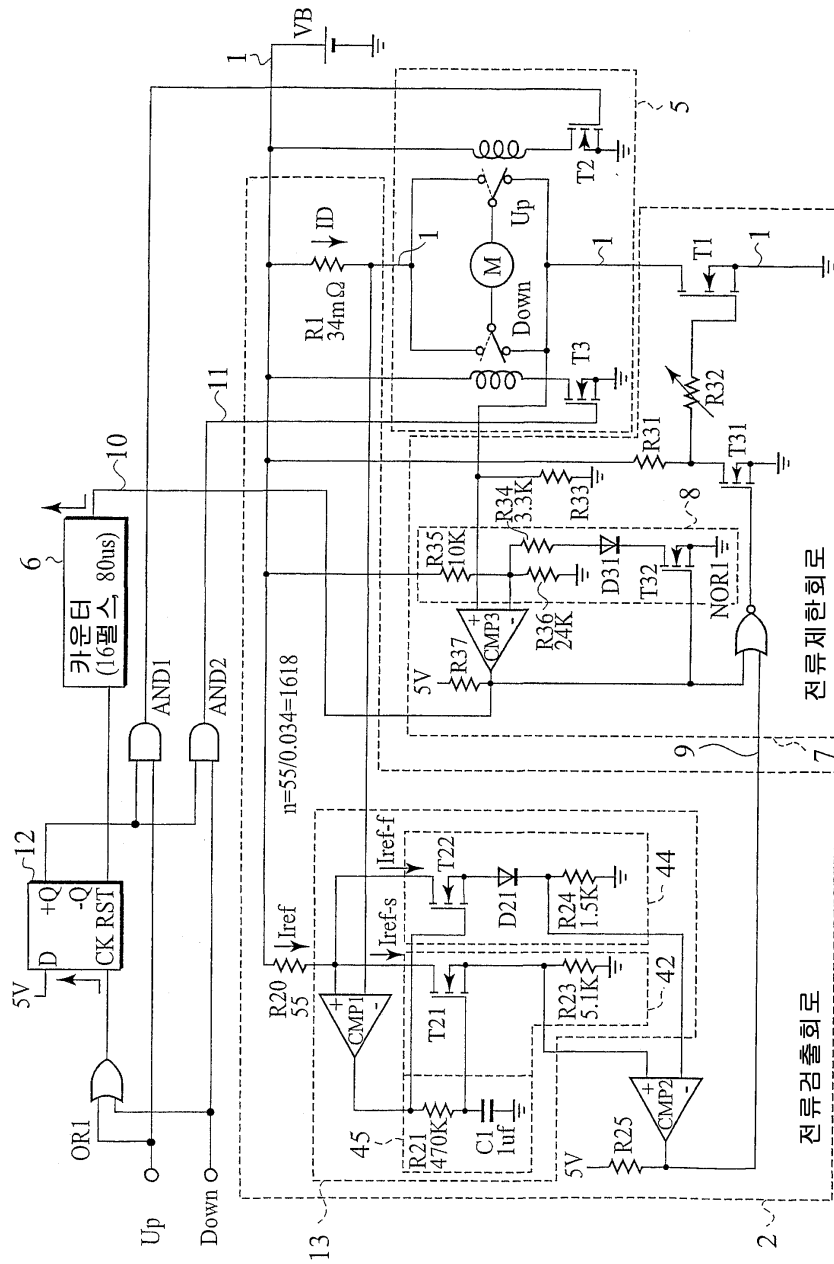 Up
Down
OR1
5V
12
D
+Q
-Q
CK RST
6
카운터
(16펄스, 80us)
10
AND1
AND2
11
1
VB
n=55/0.034=1618
R1
34mΩ
ID
1
Down
M
Up
T3
T2
5
1
T1
1
R20
55
Iref
Iref-s
Iref-f
CMP1
+
-
T21
T22
D21
R23
5.1K
R24
1.5K
42
44
45
R21
470K
C1
1uf
CMP2
+
-
5V
R25
13
2
전류검출회로
5V
R37
CMP3
+
-
R35
10K
R36
24K
R34
3.3K
R33
D31
T32
8
NOR1
R31
R32
T31
9
7
전류제한회로